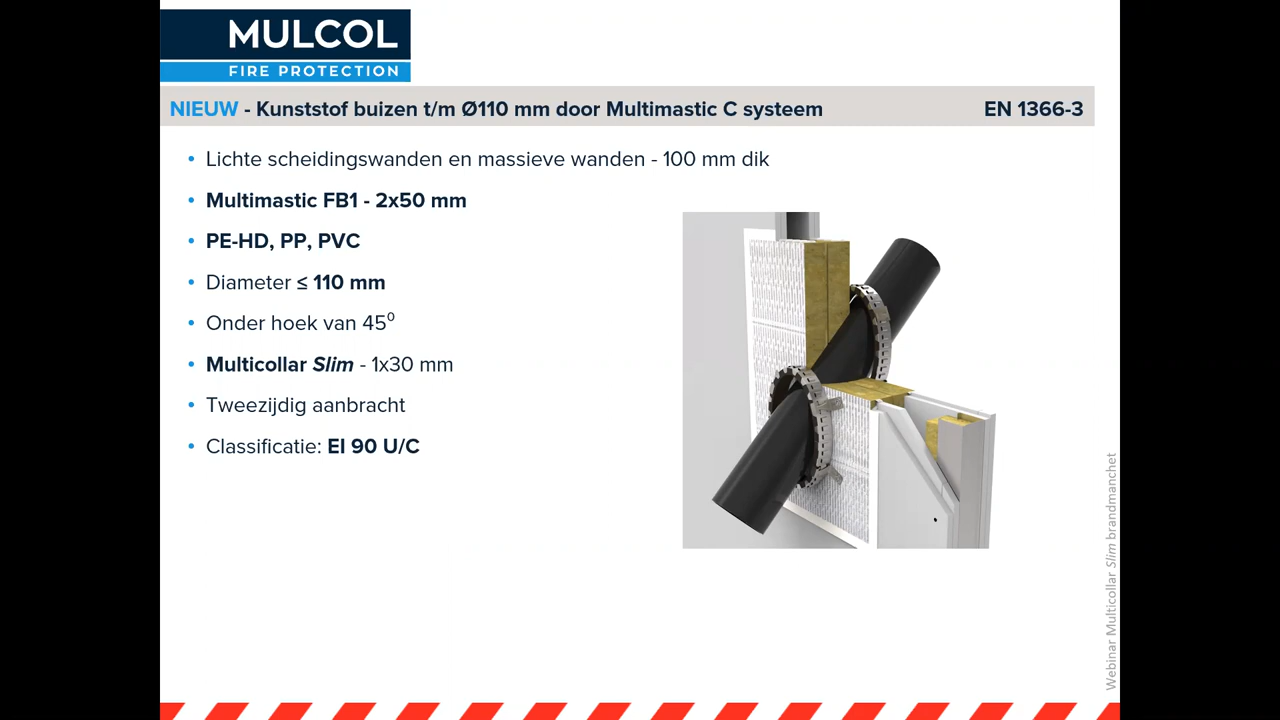 MULCOL
FIRE PROTECTION
NIEUW - Kunststof buizen t/m Ø110 mm door Multimastic C systeem EN 1366-3
• Lichte scheidingswanden en massieve wanden - 100 mm dik
• Multimastic FB1 - 2x50 mm
• PE-HD, PP, PVC
• Diameter ≤ 110 mm
• Onder hoek van 45⁰
• Multicollar Slim - 1x30 mm
• Tweezijdig aanbracht
• Classificatie: EI 90 U/C
Webinar Multicollar Slim brandmanchet